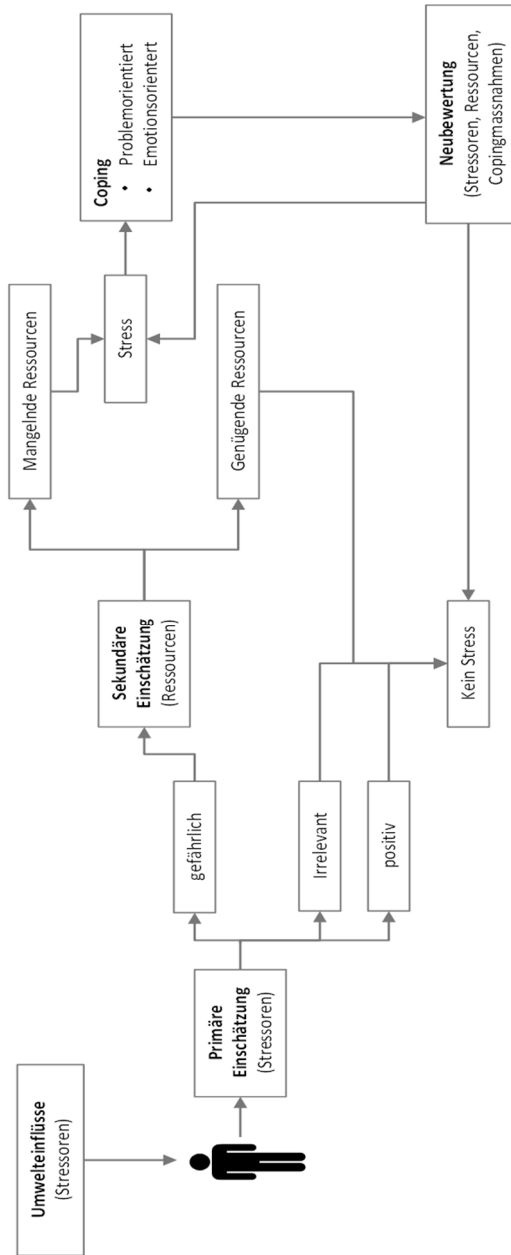 Umwelteinflüsse
(Stressoren)
Primäre
Einschätzung
(Stressoren)
gefährlich
Irrelevant
positiv
Sekundäre
Einschätzung
(Ressourcen)
Mangelnde Ressourcen
Genügende Ressourcen
Stress
Kein Stress
Coping
• Problemorientiert
• Emotionsorientert
Neubewertung
(Stressoren, Ressourcen,
Copingmassnahmen)